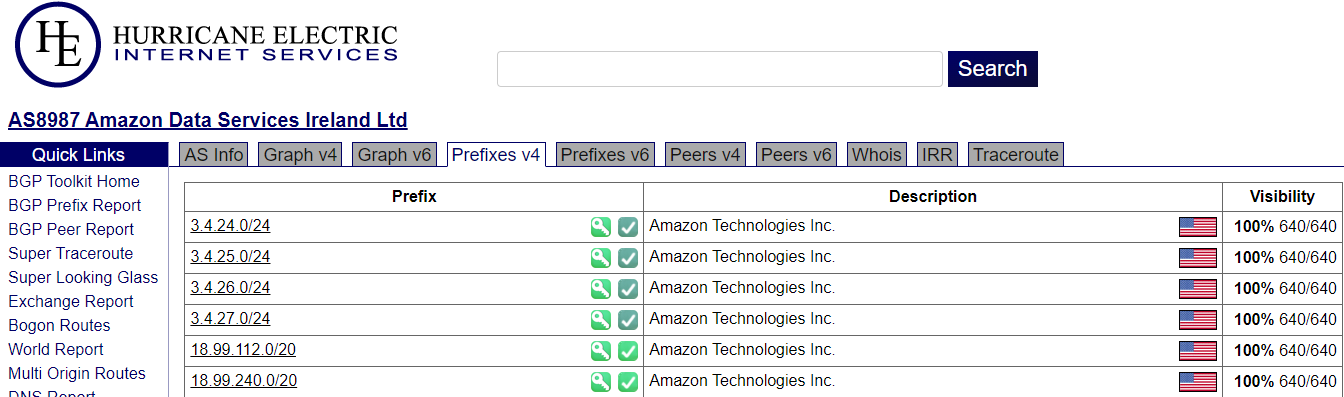 HE HURRICANE ELECTRIC
INTERNET SERVICES
Search
AS8987 Amazon Data Services Ireland Ltd
Quick Links AS Info Graph v4 Graph v6 Prefixes v4 Prefixes v6 Peers v4 Peers v6 Whois IRR Traceroute
BGP Toolkit Home
BGP Prefix Report
BGP Peer Report
Super Traceroute
Super Looking Glass
Exchange Report
Bogon Routes
World Report
Multi Origin Routes
DNS Report
Prefix Description Visibility
3.4.24.0/24 Amazon Technologies Inc. 100% 640/640
3.4.25.0/24 Amazon Technologies Inc. 100% 640/640
3.4.26.0/24 Amazon Technologies Inc. 100% 640/640
3.4.27.0/24 Amazon Technologies Inc. 100% 640/640
18.99.112.0/20 Amazon Technologies Inc. 100% 640/640
18.99.240.0/20 Amazon Technologies Inc. 100% 640/640